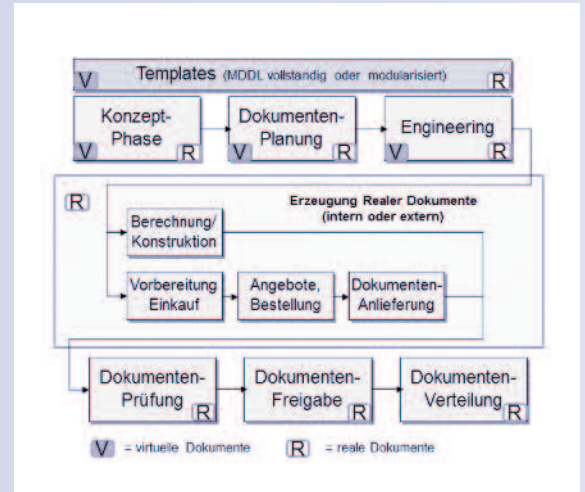 Templates (MDDL vollständig oder modularisiert)
V R
Konzept-
Phase
V R
Dokumenten-
Planung
V R
Engineering
V R
R
Erzeugung Realer Dokumente
(intern oder extern)
Berechnung/
Konstruktion
Vorbereitung
Einkauf
Angebote,
Bestellung
Dokumenten-
Anlieferung
Dokumenten-
Prüfung
R
Dokumenten-
Freigabe
R
Dokumenten-
Verteilung
R
V = virtuelle Dokumente R = reale Dokumente